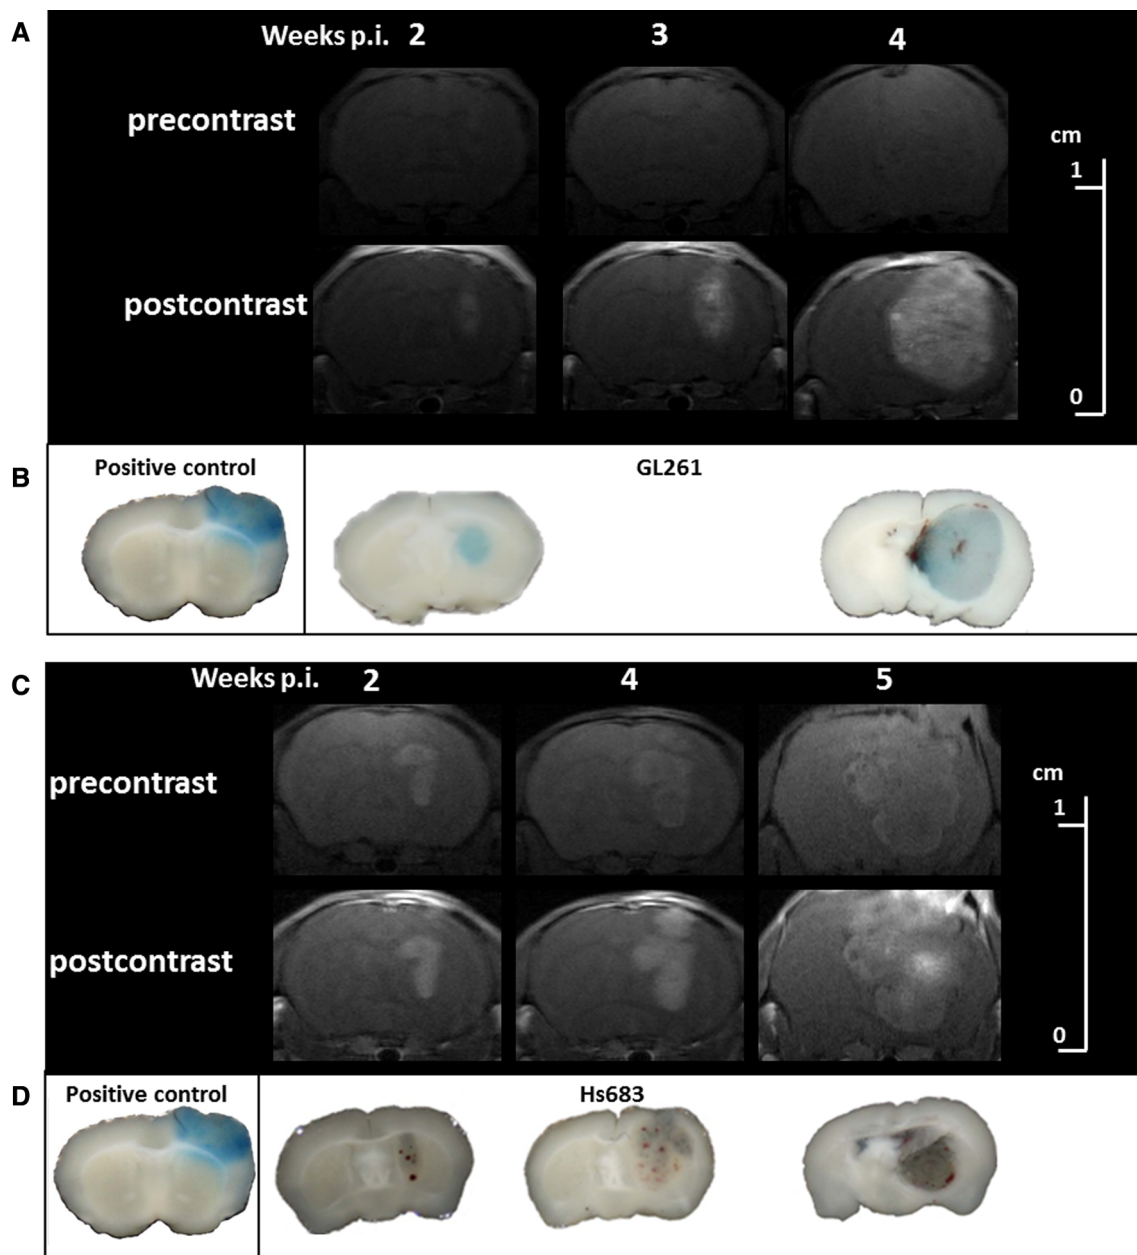 A
Weeks p.i. 2 3 4
precontrast
cm
1
postcontrast
0
B
Positive control
GL261
C
Weeks p.i. 2 4 5
precontrast
cm
1
postcontrast
0
D
Positive control
Hs683